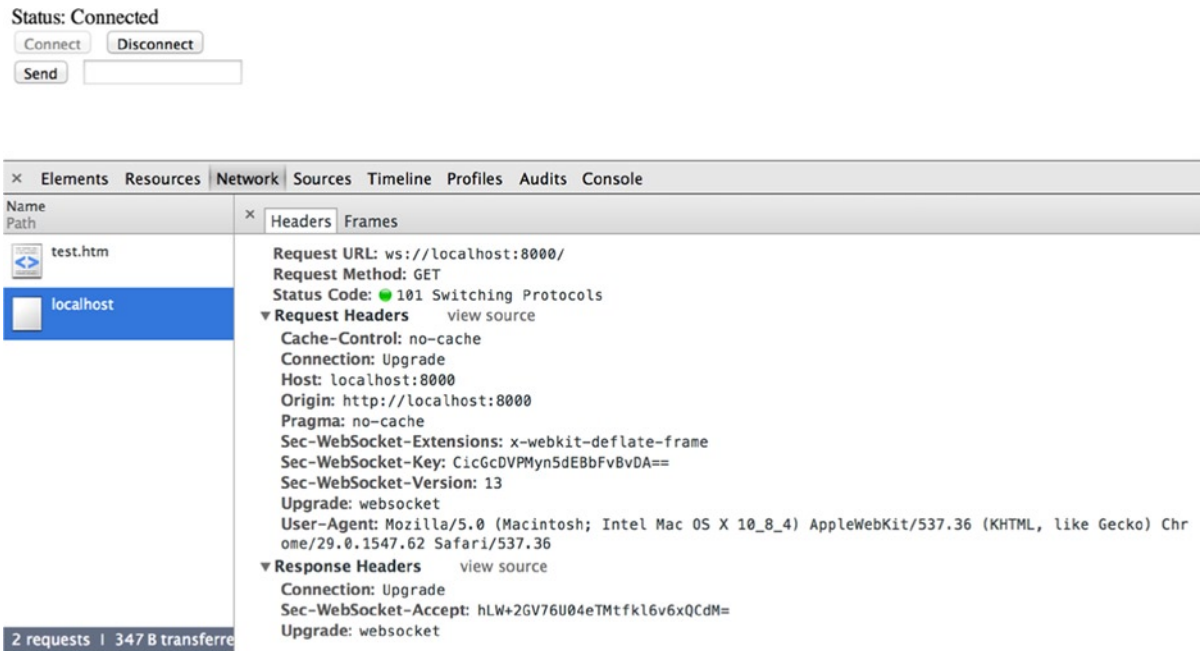 Status: Connected
Connect Disconnect
Send
× Elements Resources Network Sources Timeline Profiles Audits Console
Name
Path
× Headers Frames
test.htm
localhost
Request URL: ws://localhost:8000/
Request Method: GET
Status Code: 101 Switching Protocols
▼Request Headers view source
Cache-Control: no-cache
Connection: Upgrade
Host: localhost:8000
Origin: http://localhost:8000
Pragma: no-cache
Sec-WebSocket-Extensions: x-webkit-deflate-frame
Sec-WebSocket-Key: CicGcDVPMyn5dEBbFvBvDA==
Sec-WebSocket-Version: 13
Upgrade: websocket
User-Agent: Mozilla/5.0 (Macintosh; Intel Mac OS X 10_8_4) AppleWebKit/537.36 (KHTML, like Gecko) Chr
ome/29.0.1547.62 Safari/537.36
▼Response Headers view source
Connection: Upgrade
Sec-WebSocket-Accept: hLW+2GV76U04eTMtfkl6v6xQCdM=
Upgrade: websocket
2 requests | 347 B transferre